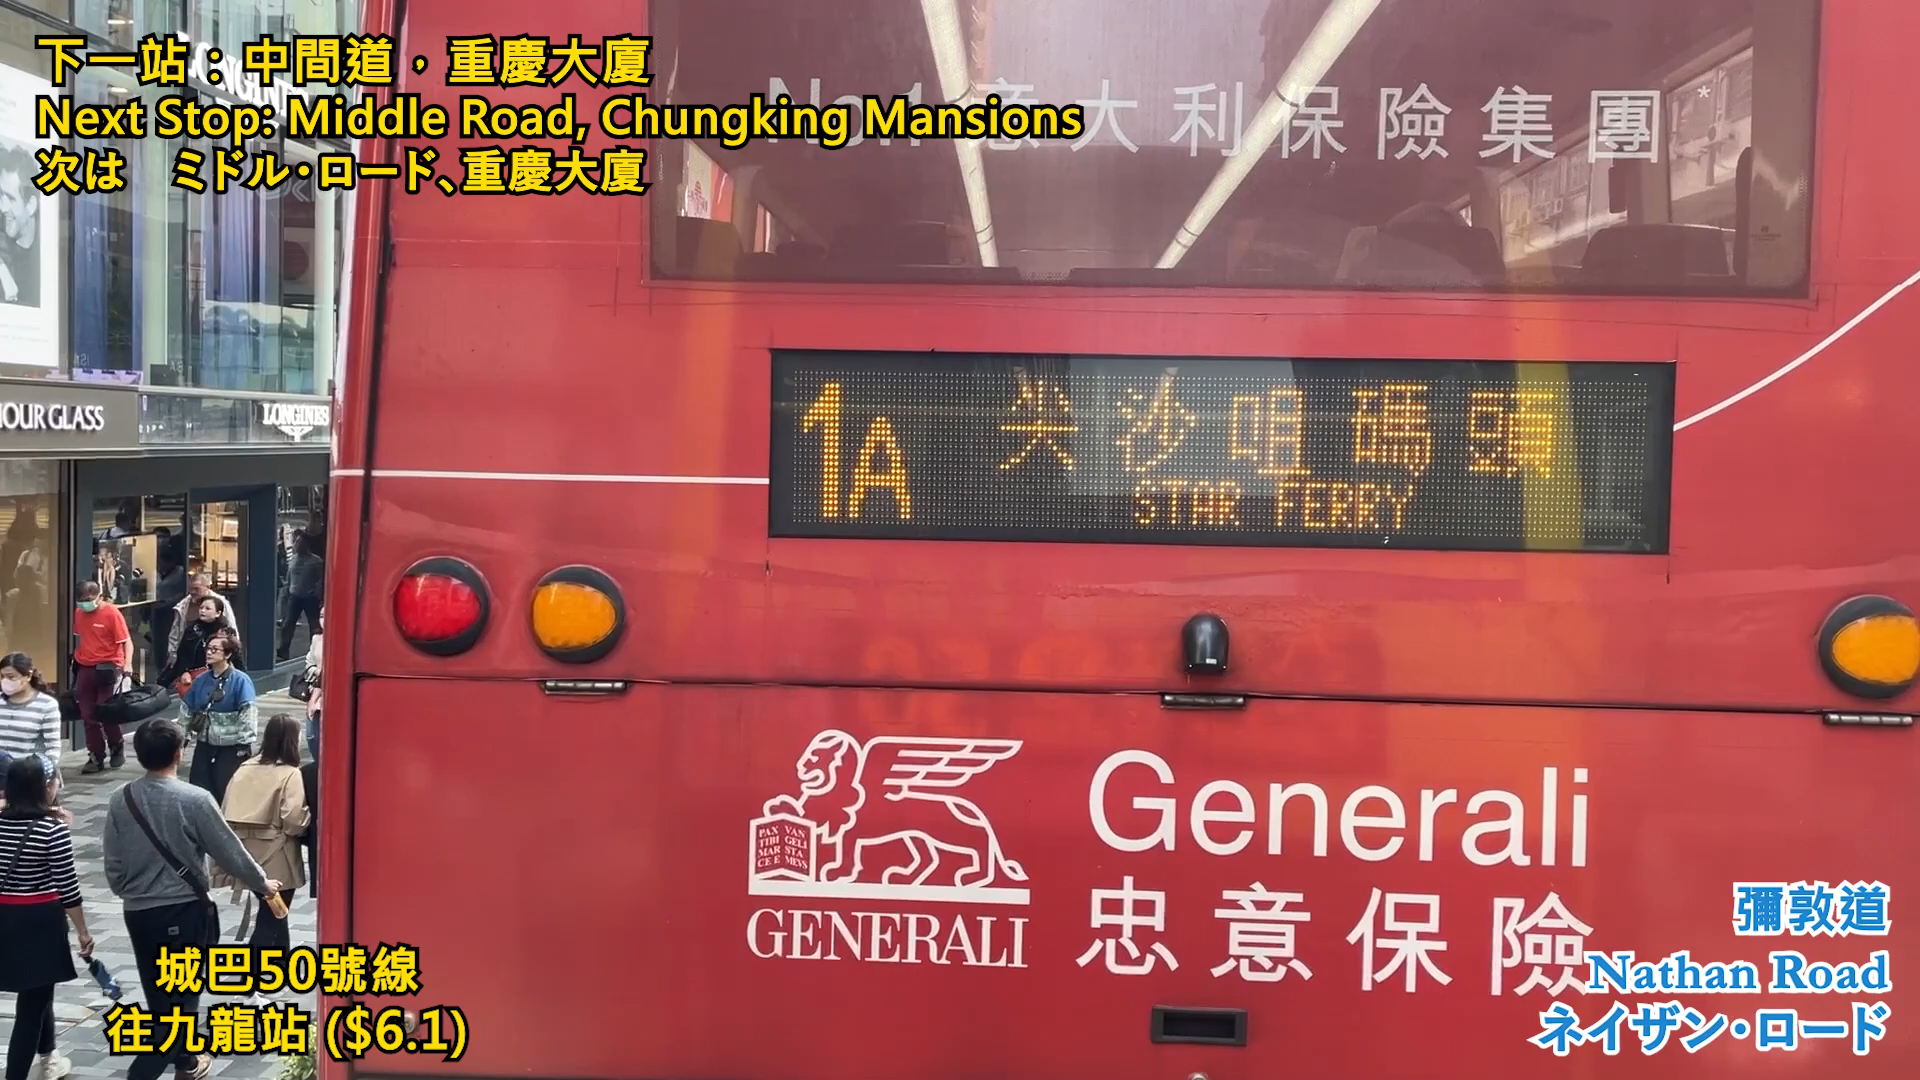 下一站：中間道，重慶大廈
Next Stop: Middle Road, Chungking Mansions
次は　ミドル・ロード、重慶大廈
LONGINES
No.1 意大利保險集團*
HOUR GLASS
LONGINES
1A 尖沙咀碼頭
STAR FERRY
PAX VAN
TIBI GELI
MAR STA
CE E MEVS
GENERALI
Generali
忠意保險
城巴50號線
往九龍站 ($6.1)
彌敦道
Nathan Road
ネイザン・ロード